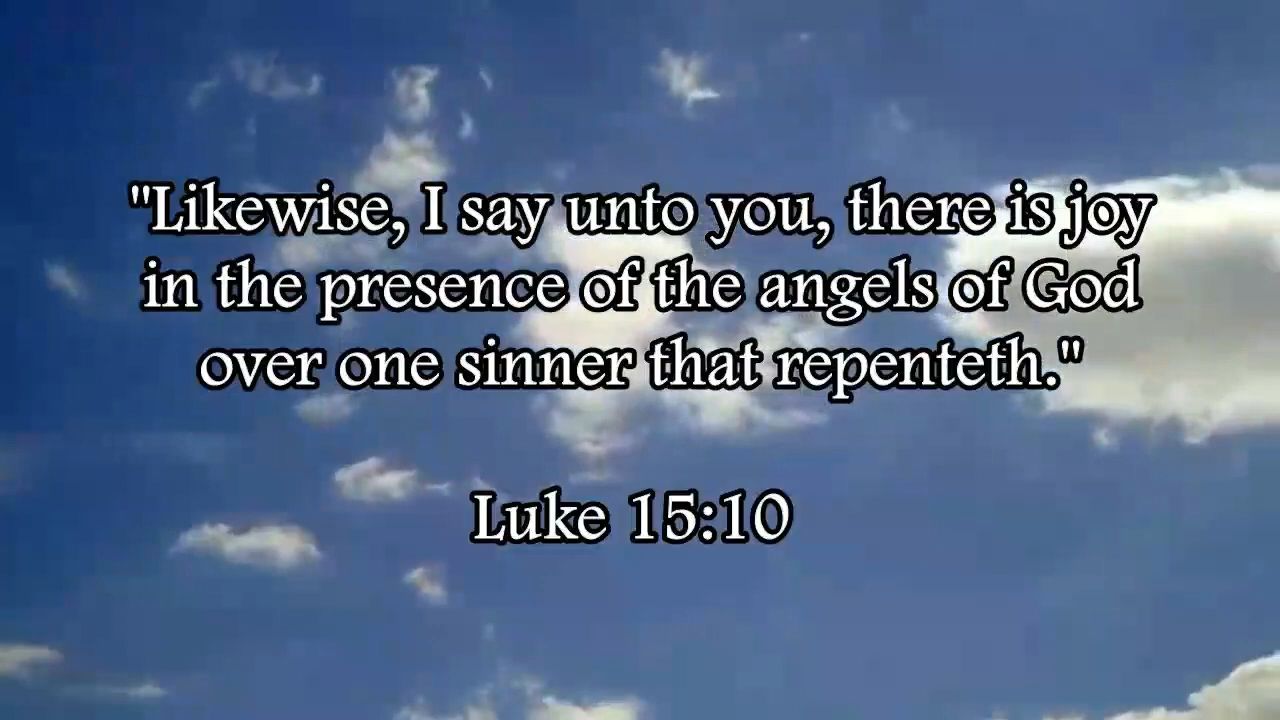 "Likewise, I say unto you, there is joy
in the presence of the angels of God
over one sinner that repenteth."
Luke 15:10